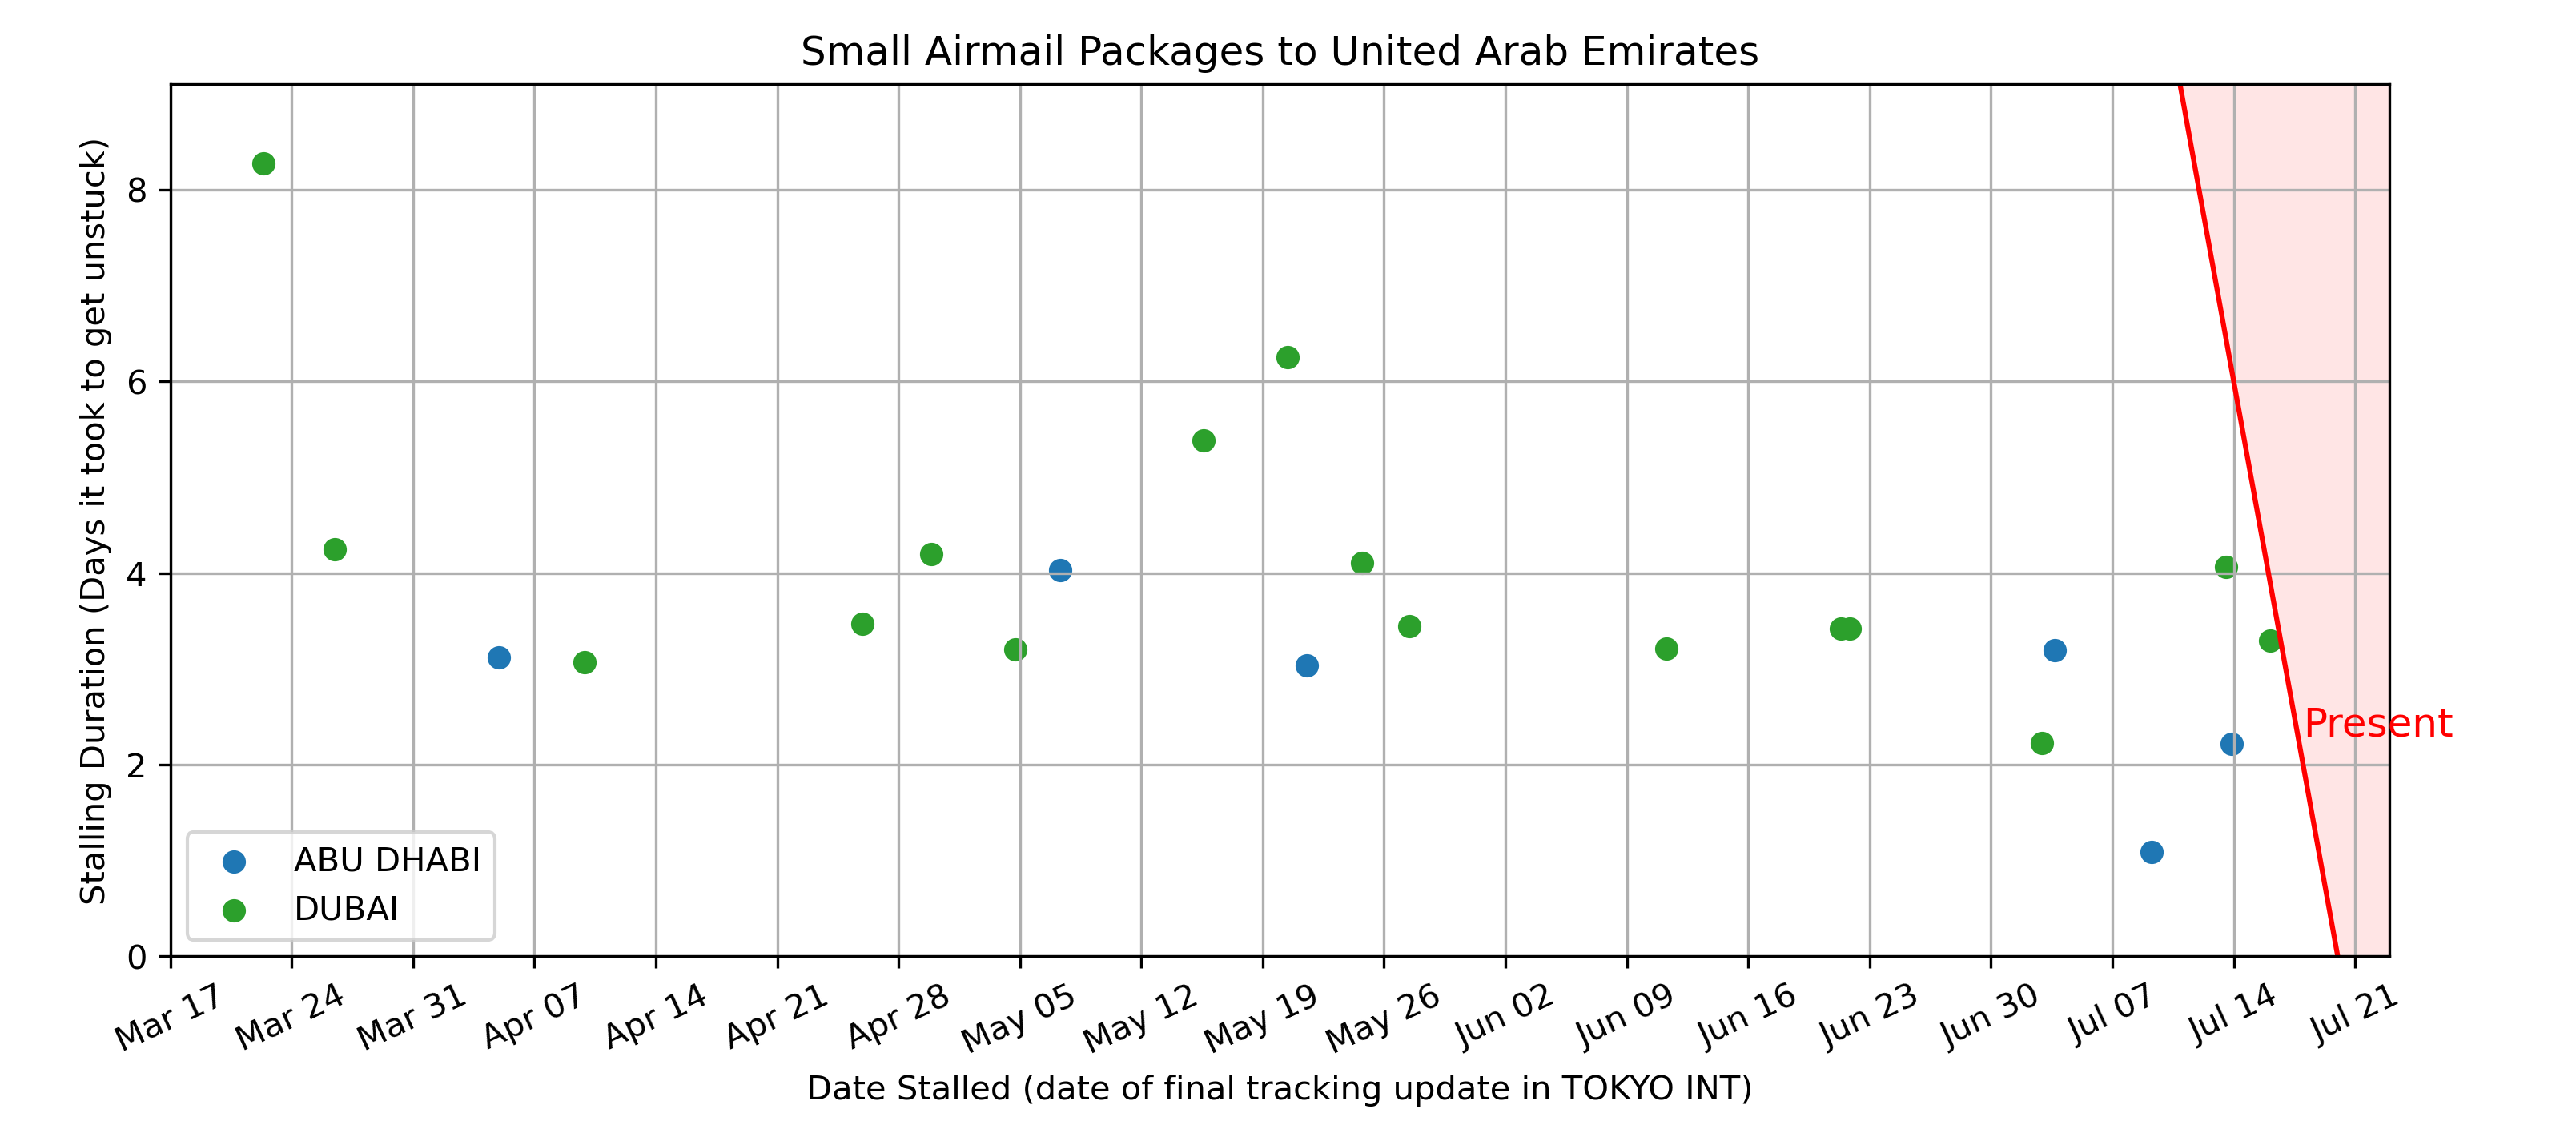 Small Airmail Packages to United Arab Emirates
Stalling Duration (Days it took to get unstuck)
8
6
4
2
0
Present
ABU DHABI
DUBAI
Mar 17
Mar 24
Mar 31
Apr 07
Apr 14
Apr 21
Apr 28
May 05
May 12
May 19
May 26
Jun 02
Jun 09
Jun 16
Jun 23
Jun 30
Jul 07
Jul 14
Jul 21
Date Stalled (date of final tracking update in TOKYO INT)